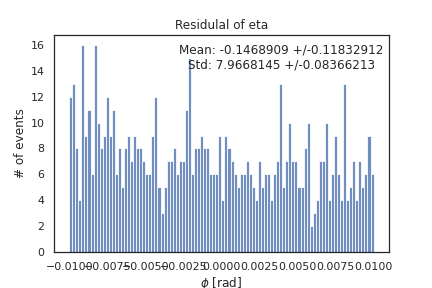 Residulal of eta
Mean: -0.1468909 +/-0.11832912
Std: 7.9668145 +/-0.08366213
# of events
16
14
12
10
8
6
4
2
0
−0.0100 −0.0075 −0.0050 −0.0025 0.0000 0.0025 0.0050 0.0075 0.0100
ϕ [rad]